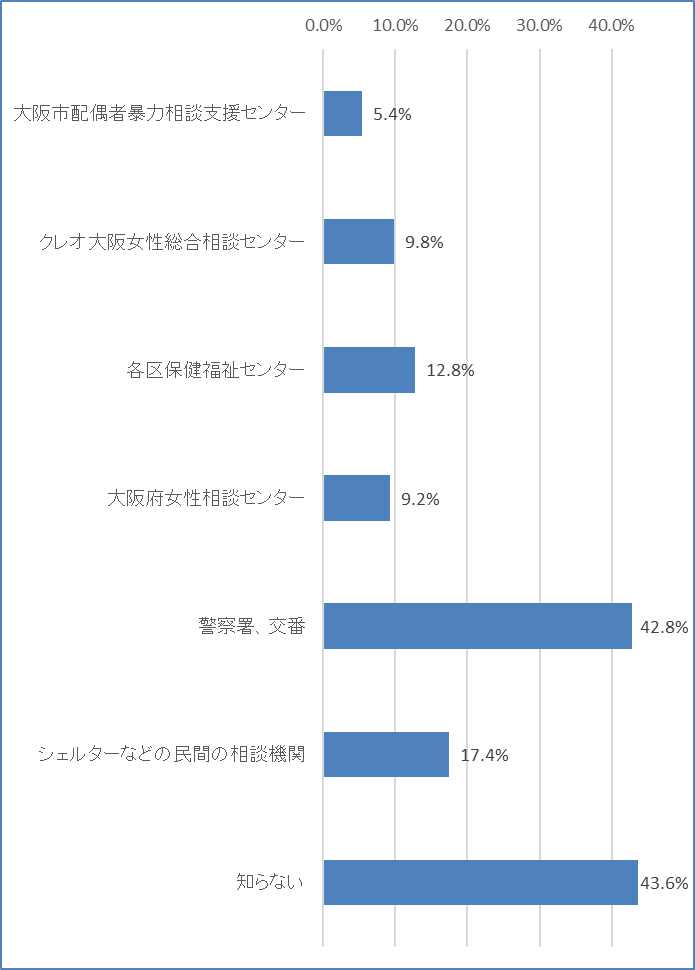 0.0% 10.0% 20.0% 30.0% 40.0%
大阪市配偶者暴力相談支援センター 5.4%
クレオ大阪女性総合相談センター 9.8%
各区保健福祉センター 12.8%
大阪府女性相談センター 9.2%
警察署、交番 42.8%
シェルターなどの民間の相談機関 17.4%
知らない 43.6%